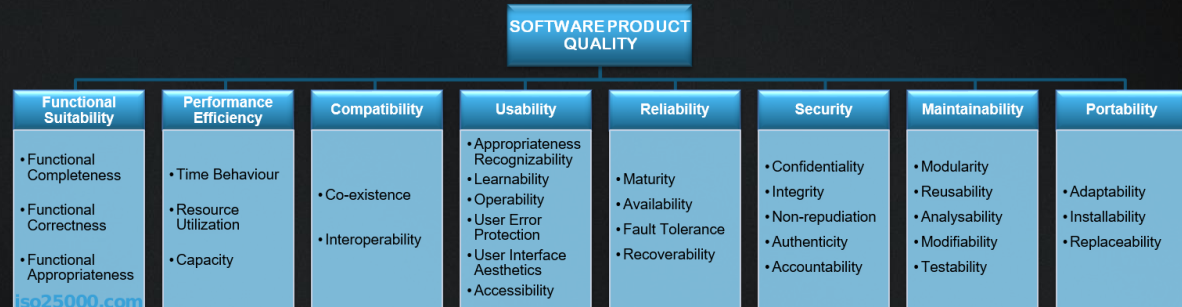 SOFTWARE PRODUCT
QUALITY
Functional
Suitability
• Functional
Completeness
• Functional
Correctness
• Functional
Appropriateness
Performance
Efficiency
• Time Behaviour
• Resource
Utilization
• Capacity
Compatibility
• Co-existence
• Interoperability
Usability
• Appropriateness
Recognizability
• Learnability
• Operability
• User Error
Protection
• User Interface
Aesthetics
• Accessibility
Reliability
• Maturity
• Availability
• Fault Tolerance
• Recoverability
Security
• Confidentiality
• Integrity
• Non-repudiation
• Authenticity
• Accountability
Maintainability
• Modularity
• Reusability
• Analysability
• Modifiability
• Testability
Portability
• Adaptability
• Installability
• Replaceability
iso25000.com